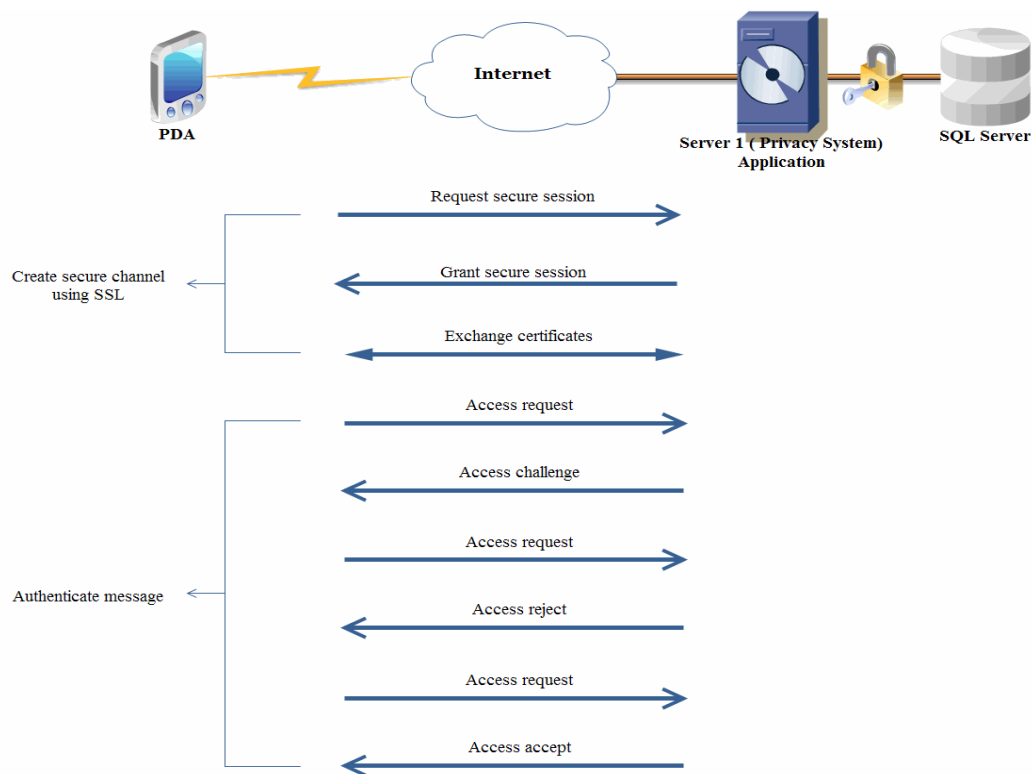 Internet
PDA
Server 1 ( Privacy System)
Application
SQL Server
Request secure session
Create secure channel
using SSL
Grant secure session
Exchange certificates
Access request
Access challenge
Access request
Authenticate message
Access reject
Access request
Access accept